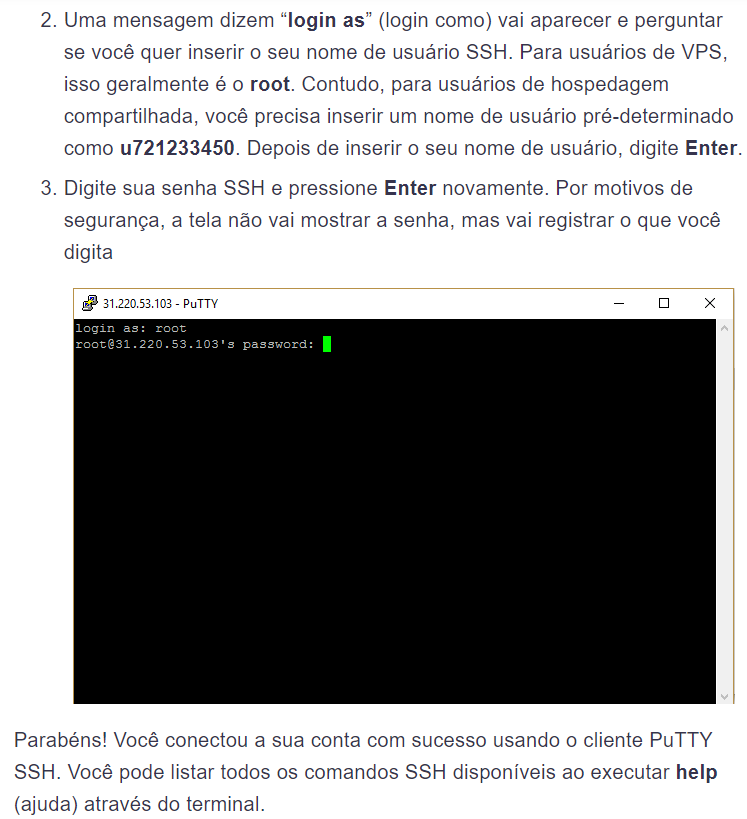 2. Uma mensagem dizem “login as” (login como) vai aparecer e perguntar
se você quer inserir o seu nome de usuário SSH. Para usuários de VPS,
isso geralmente é o root. Contudo, para usuários de hospedagem
compartilhada, você precisa inserir um nome de usuário pré-determinado
como u721233450. Depois de inserir o seu nome de usuário, digite Enter.
3. Digite sua senha SSH e pressione Enter novamente. Por motivos de
segurança, a tela não vai mostrar a senha, mas vai registrar o que você
digita
31.220.53.103 - PuTTY
login as: root
root@31.220.53.103's password:
Parabéns! Você conectou a sua conta com sucesso usando o cliente PuTTY
SSH. Você pode listar todos os comandos SSH disponíveis ao executar help
(ajuda) através do terminal.